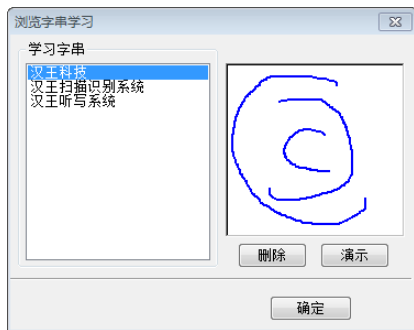 浏览字串学习
学习字串
汉王科技
汉王扫描识别系统
汉王听写系统
删除
演示
确定